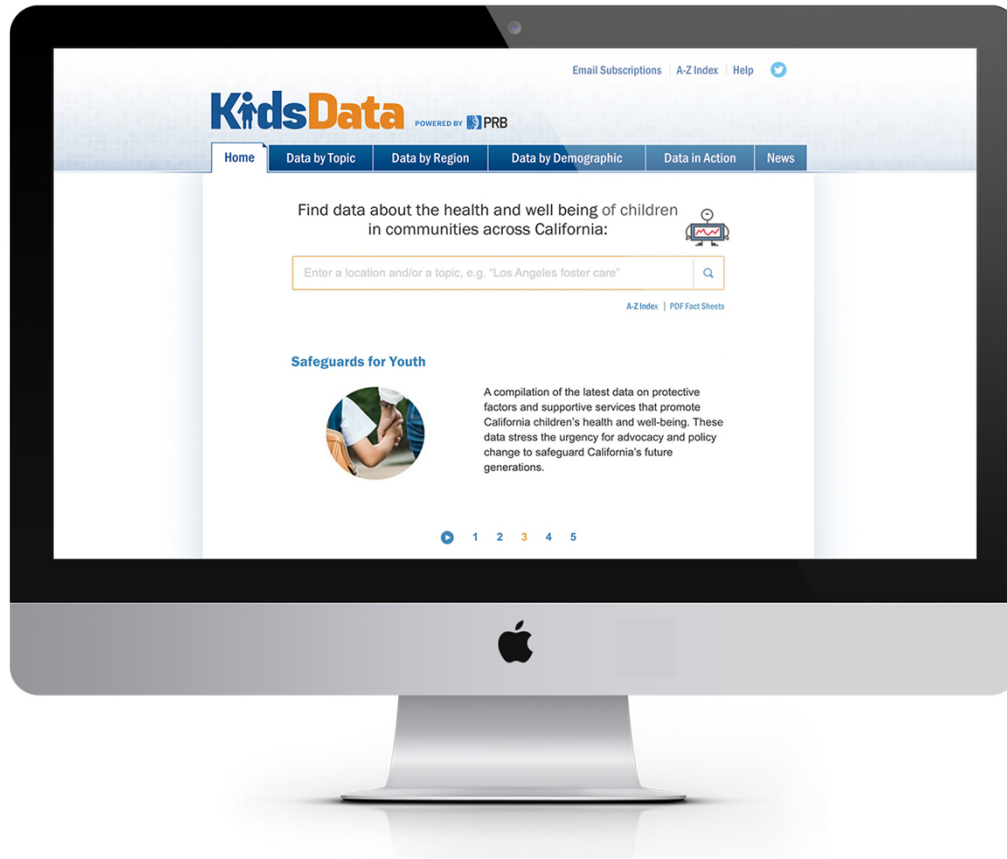 Email Subscriptions | A-Z Index | Help
KidsData POWERED BY PRB
Home Data by Topic Data by Region Data by Demographic Data in Action News
Find data about the health and well being of children
in communities across California:
Enter a location and/or a topic, e.g. "Los Angeles foster care"
A-Z Index | PDF Fact Sheets
Safeguards for Youth
A compilation of the latest data on protective
factors and supportive services that promote
California children's health and well-being. These
data stress the urgency for advocacy and policy
change to safeguard California's future
generations.
1 2 3 4 5